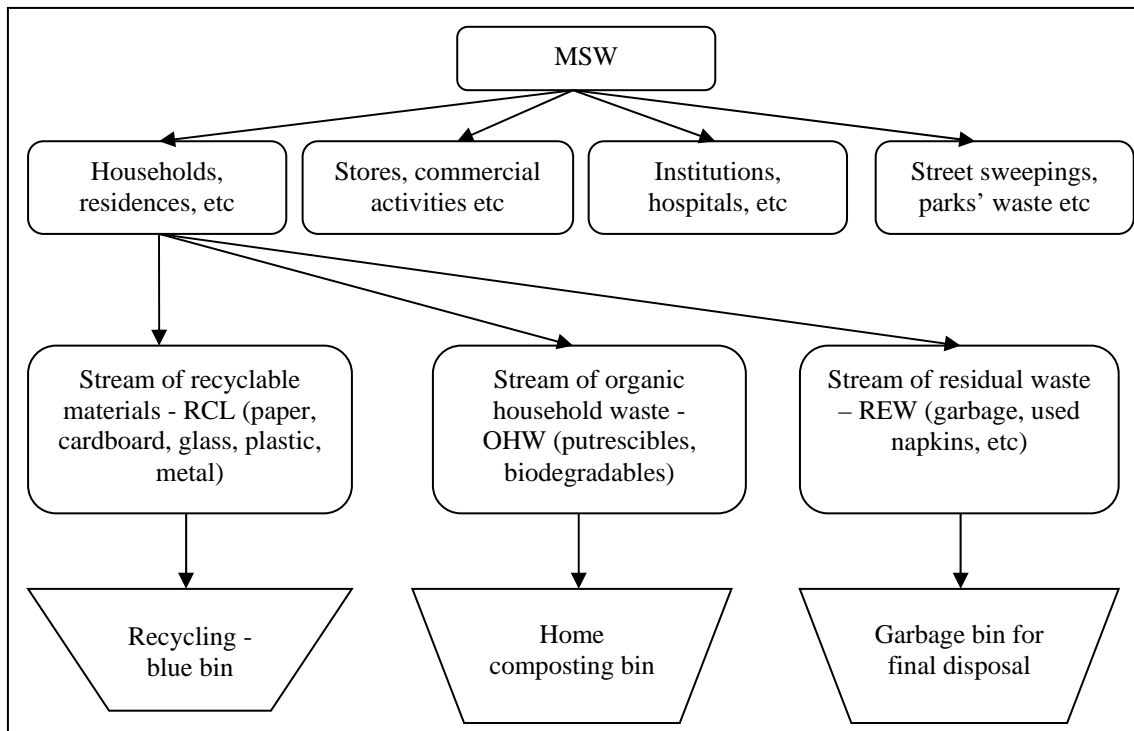 MSW
Households,
residences, etc
Stores, commercial
activities etc
Institutions,
hospitals, etc
Street sweepings,
parks’ waste etc
Stream of recyclable
materials - RCL (paper,
cardboard, glass, plastic,
metal)
Stream of organic
household waste -
OHW (putrescibles,
biodegradables)
Stream of residual waste
– REW (garbage, used
napkins, etc)
Recycling -
blue bin
Home
composting bin
Garbage bin for
final disposal